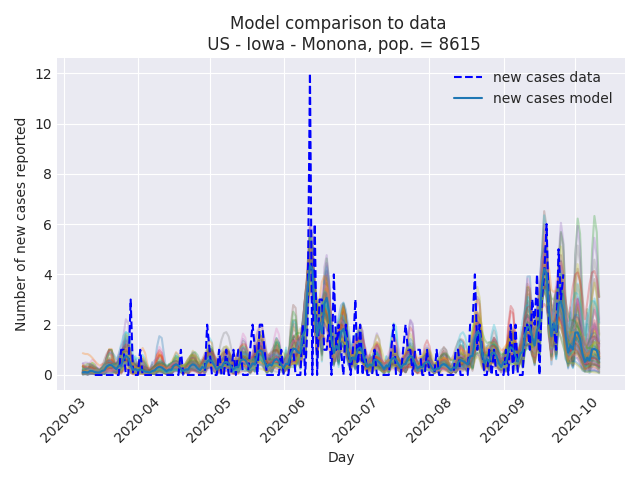 Model comparison to data
US - Iowa - Monona, pop. = 8615
new cases data
new cases model
Number of new cases reported
12
10
8
6
4
2
0
2020-03
2020-04
2020-05
2020-06
2020-07
2020-08
2020-09
2020-10
Day